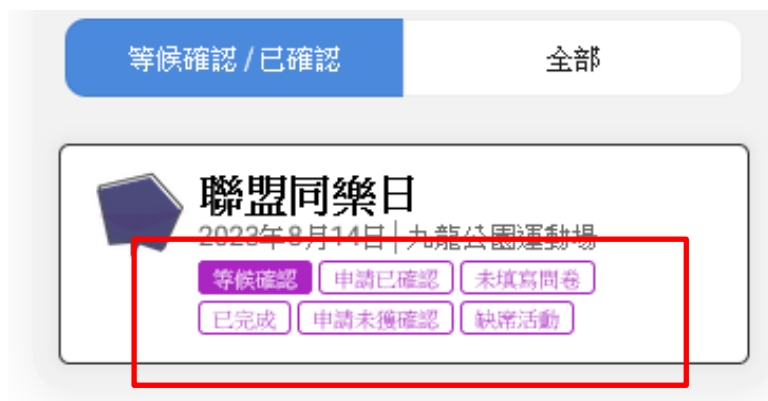 等候確認 / 已確認 全部
聯盟同樂日
2023年8月14日 | 九龍公園運動場
等候確認 申請已確認 未填寫問卷
已完成 申請未獲確認 缺席活動